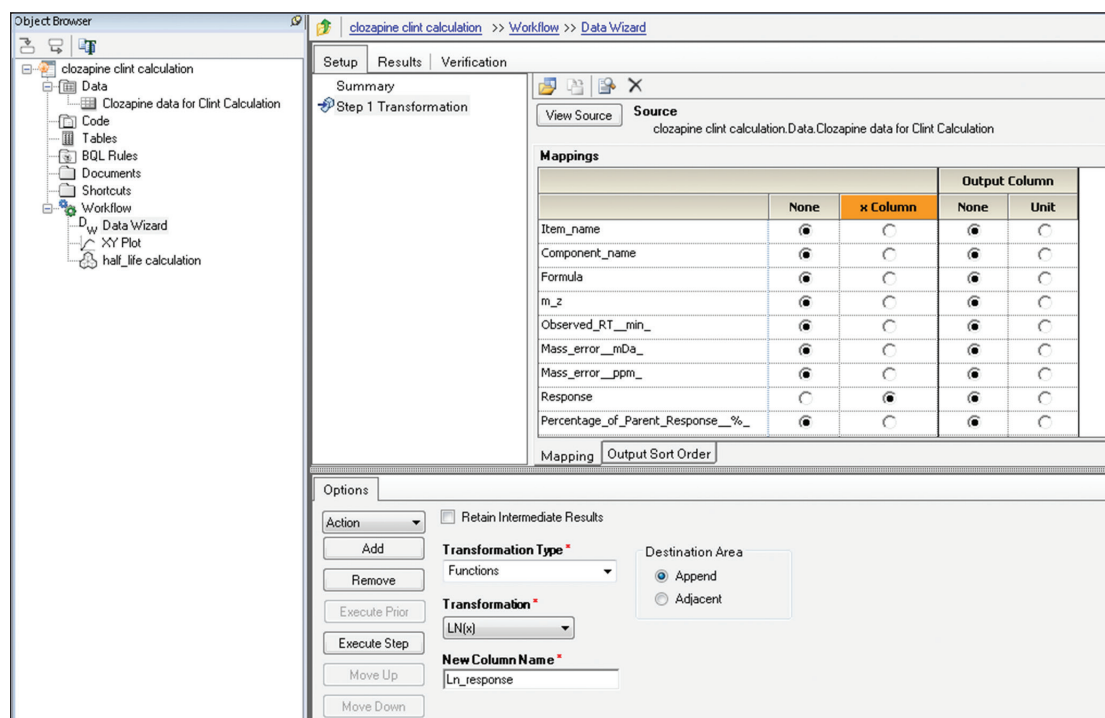 Object Browser
clozapine clint calculation >> Workflow >> Data Wizard
clozapine clint calculation
Data
Clozapine data for Clint Calculation
Code
Tables
BQL Rules
Documents
Shortcuts
Workflow
Data Wizard
XY Plot
half_life calculation
Setup Results Verification
Summary
Step 1 Transformation
View Source Source
clozapine clint calculation.Data.Clozapine data for Clint Calculation
Mappings
Output Column
None x Column None Unit
Item_name
Component_name
Formula
m_z
Observed_RT__min_
Mass_error__mDa_
Mass_error__ppm_
Response
Percentage_of_Parent_Response__%_
Mapping Output Sort Order
Options
Action
Add
Remove
Execute Prior
Execute Step
Move Up
Move Down
Retain Intermediate Results
Transformation Type *
Functions
Transformation *
LN(x)
New Column Name *
Ln_response
Destination Area
Append
Adjacent